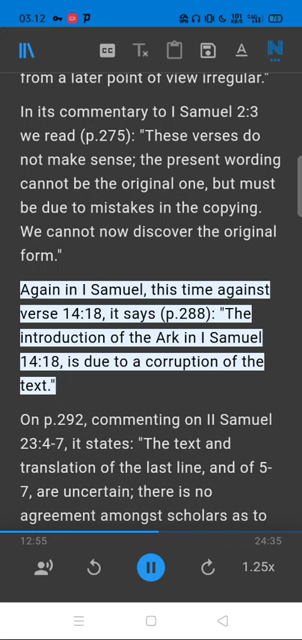 03.12
CC
from a later point of view irregular."
In its commentary to I Samuel 2:3
we read (p.275): "These verses do
not make sense; the present wording
cannot be the original one, but must
be due to mistakes in the copying.
We cannot now discover the original
form."
Again in I Samuel, this time against
verse 14:18, it says (p.288): "The
introduction of the Ark in I Samuel
14:18, is due to a corruption of the
text."
On p.292, commenting on II Samuel
23:4-7, it states: "The text and
translation of the last line, and of 5-
7, are uncertain; there is no
agreement amongst scholars as to
12:55
24:35
1.25x